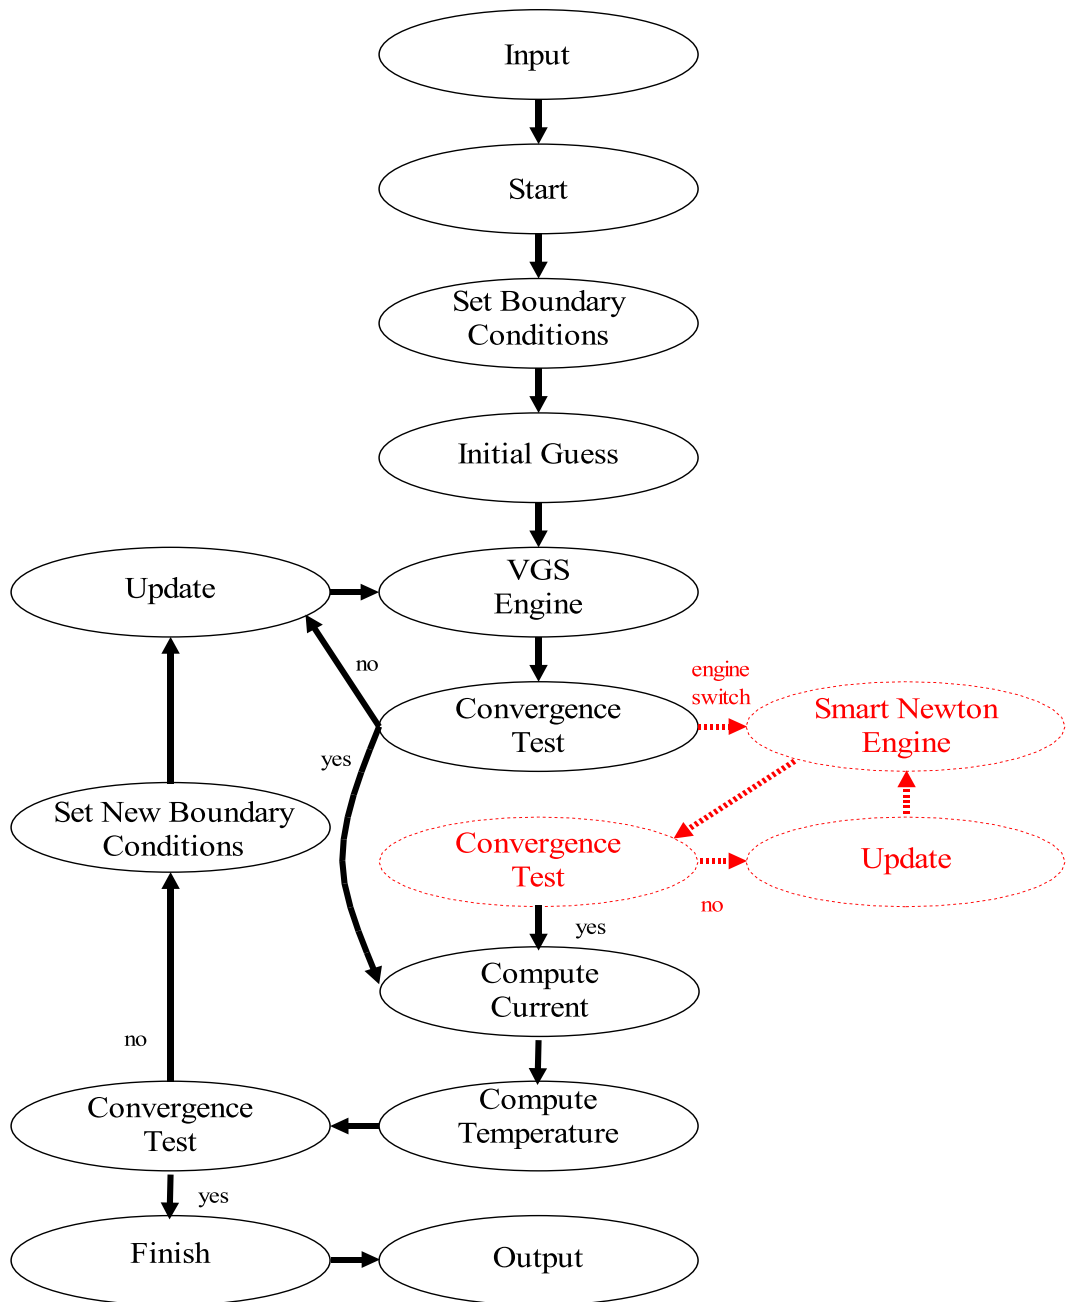 Input
Start
Set Boundary
Conditions
Initial Guess
Update
VGS
Engine
no
engine
switch
Convergence
Test
Smart Newton
Engine
yes
Set New Boundary
Conditions
Convergence
Test
Update
no
yes
Compute
Current
no
Convergence
Test
Compute
Temperature
yes
Finish
Output